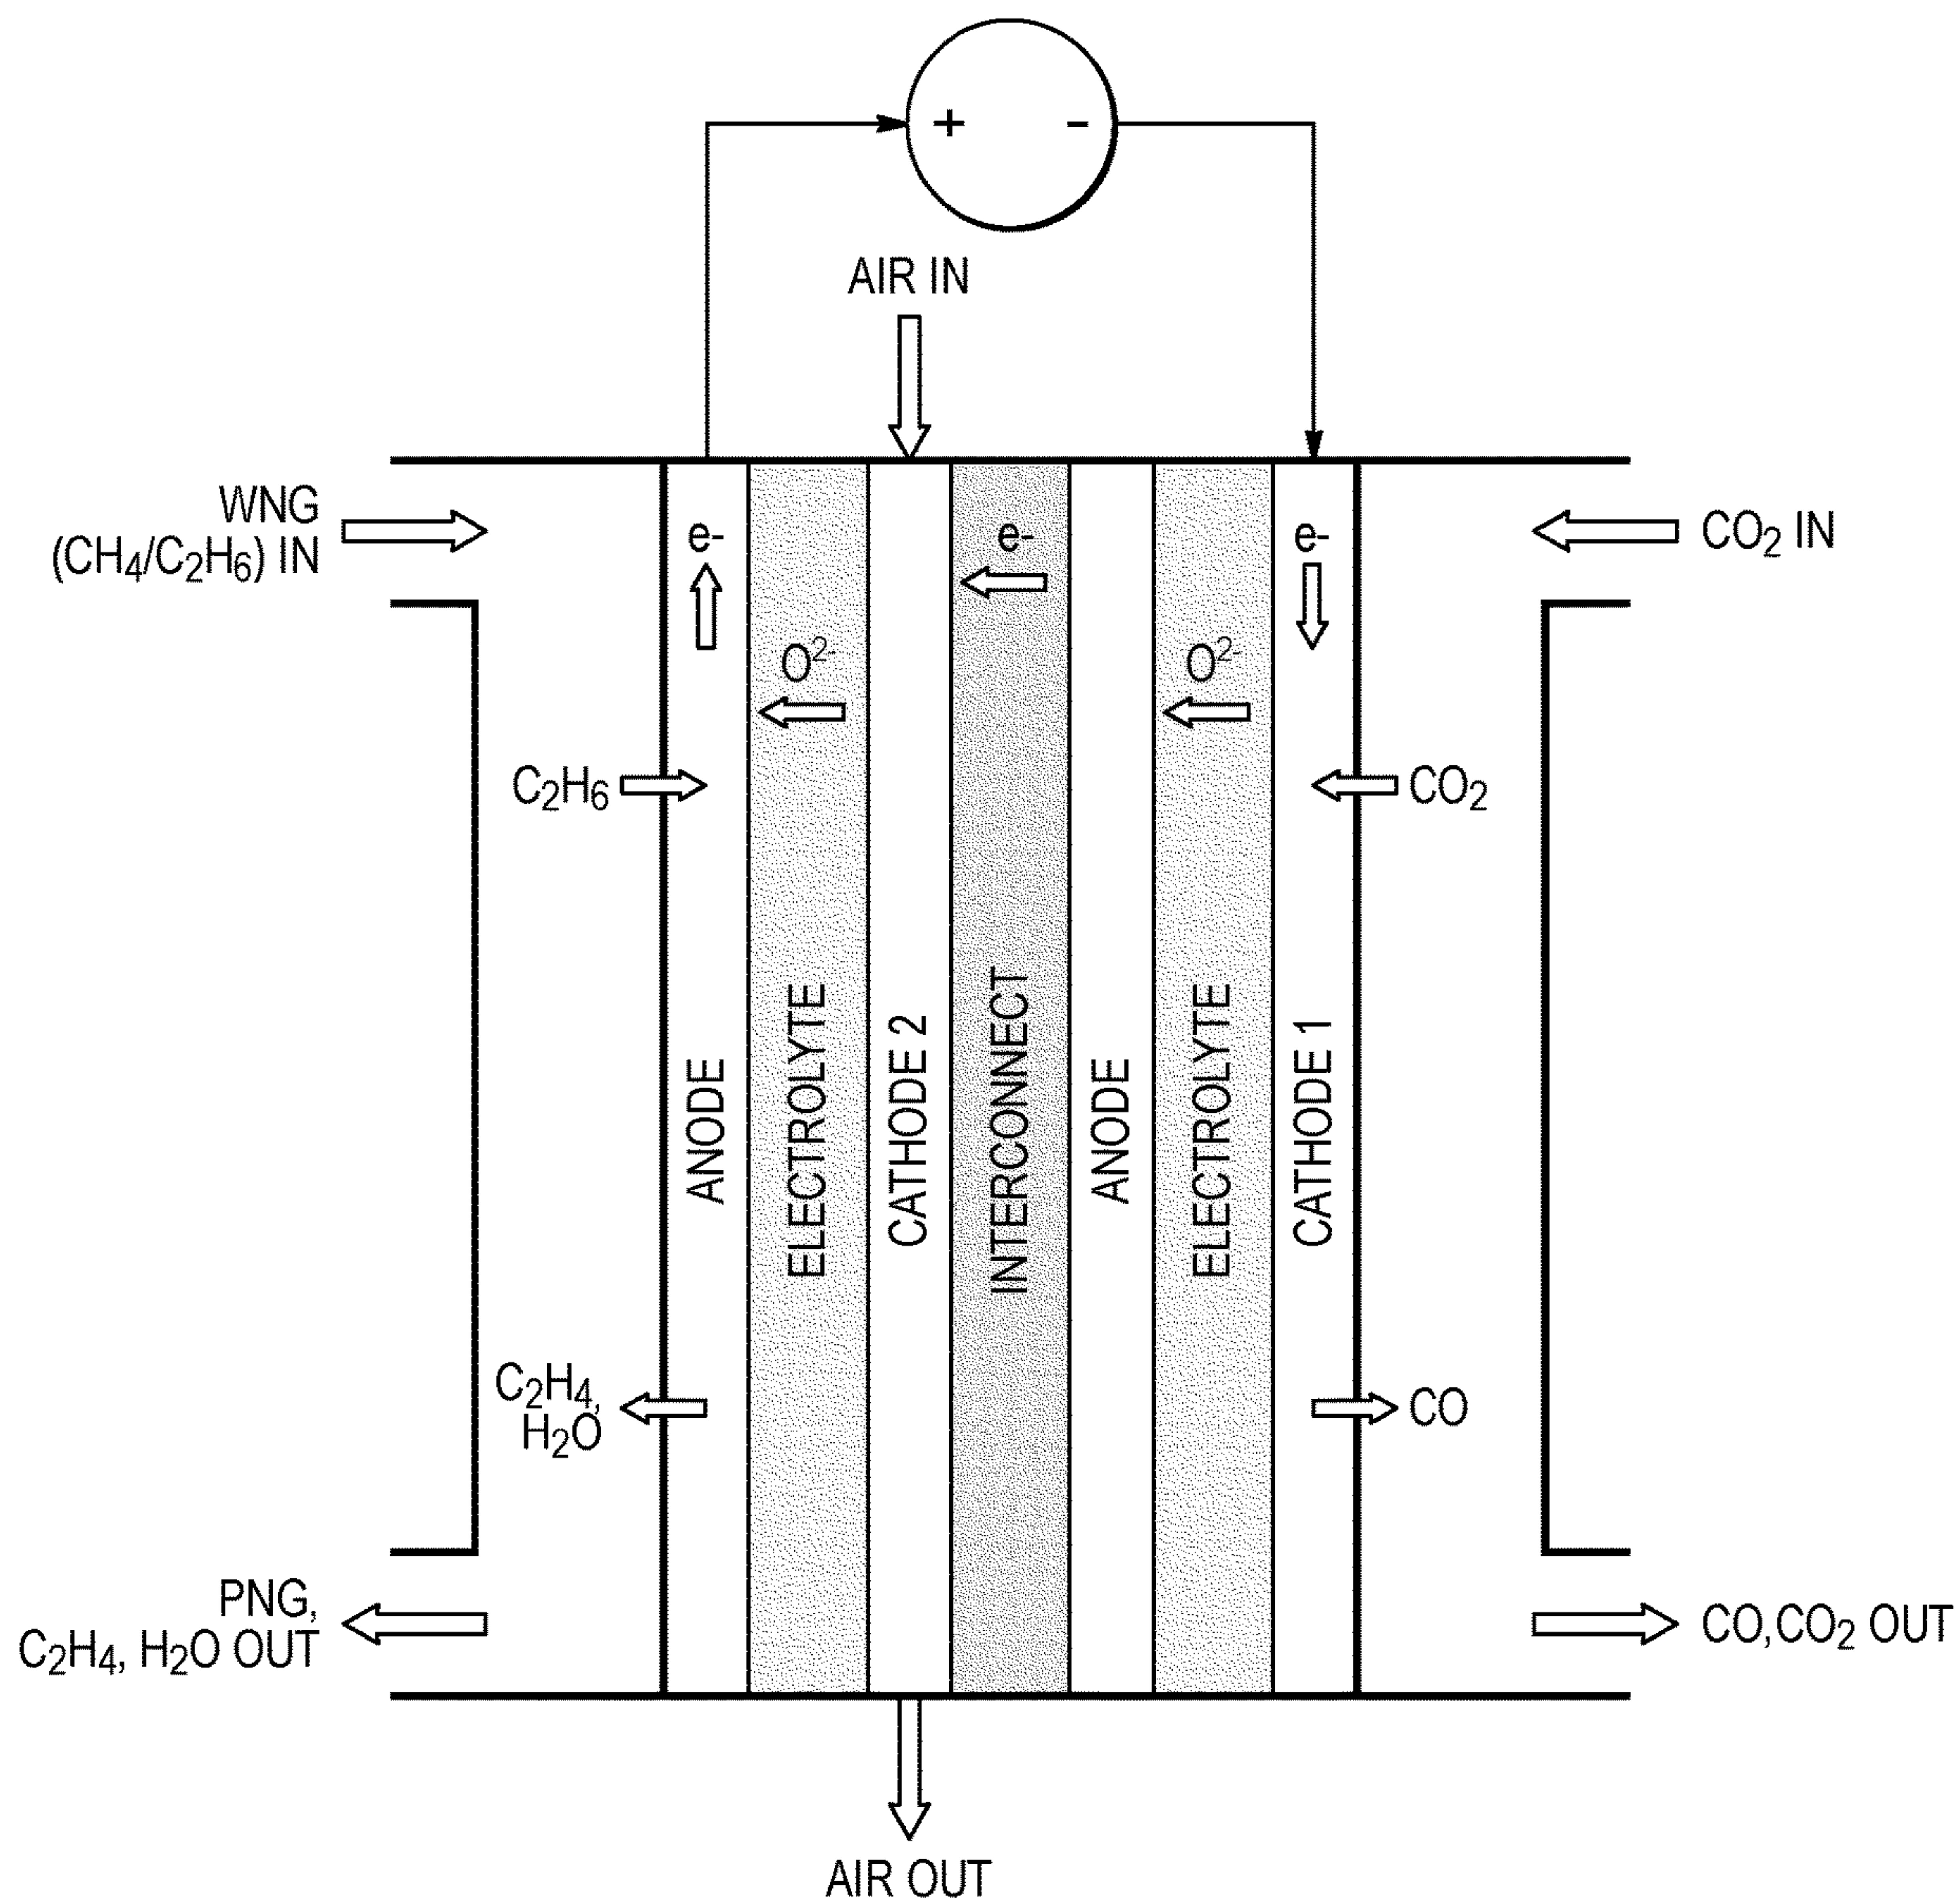 + -
AIR IN
WNG
(CH₄/C₂H₆) IN
e-
e-
e-
CO₂ IN
O²⁻
O²⁻
C₂H₆
CO₂
ANODE
ELECTROLYTE
CATHODE 2
INTERCONNECT
ANODE
ELECTROLYTE
CATHODE 1
C₂H₄,
H₂O
CO
PNG,
C₂H₄, H₂O OUT
CO,CO₂ OUT
AIR OUT